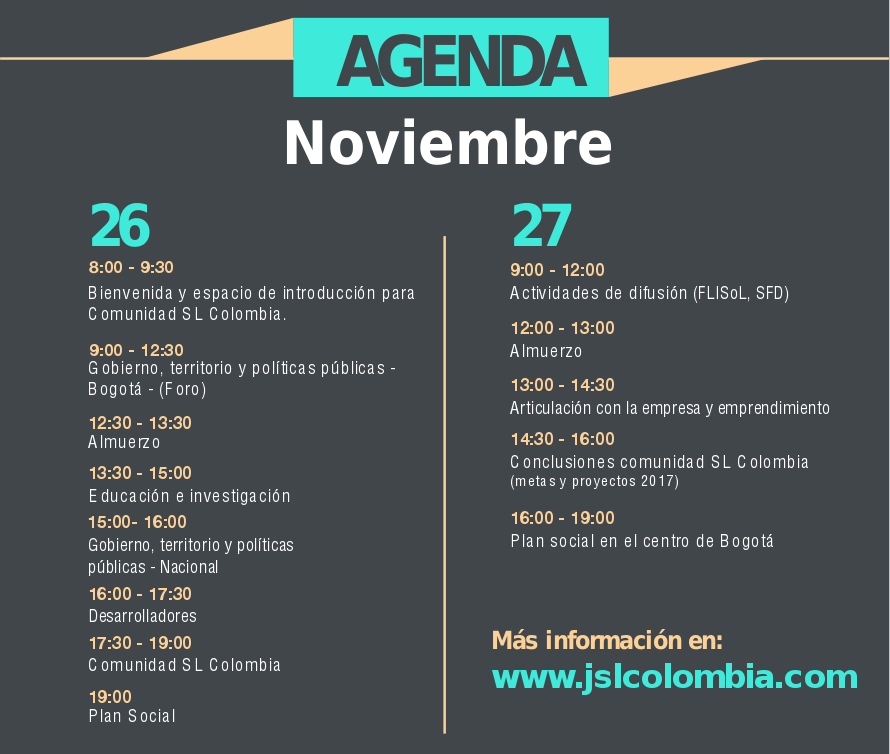 AGENDA
Noviembre
26
8:00 - 9:30
Bienvenida y espacio de introducción para
Comunidad SL Colombia.
9:00 - 12:30
Gobierno, territorio y políticas públicas -
Bogotá - (Foro)
12:30 - 13:30
Almuerzo
13:30 - 15:00
Educación e investigación
15:00- 16:00
Gobierno, territorio y políticas
públicas - Nacional
16:00 - 17:30
Desarrolladores
17:30 - 19:00
Comunidad SL Colombia
19:00
Plan Social
27
9:00 - 12:00
Actividades de difusión (FLISoL, SFD)
12:00 - 13:00
Almuerzo
13:00 - 14:30
Articulación con la empresa y emprendimiento
14:30 - 16:00
Conclusiones comunidad SL Colombia
(metas y proyectos 2017)
16:00 - 19:00
Plan social en el centro de Bogotá
Más información en:
www.jslcolombia.com